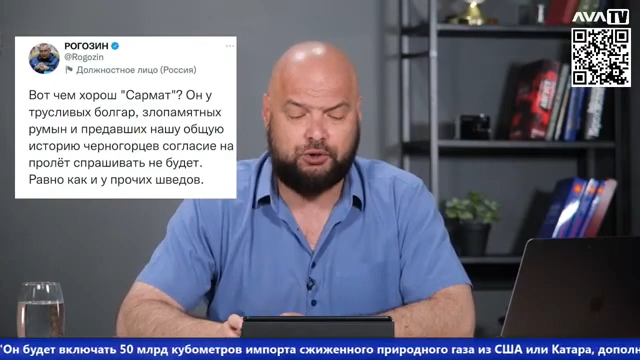 AVA TV
РОГОЗИН
@Rogozin
Должностное лицо (Россия)
Вот чем хорош "Сармат"? Он у
трусливых болгар, злопамятных
румын и предавших нашу общую
историю черногорцев согласие на
пролёт спрашивать не будет.
Равно как и у прочих шведов.
"Он будет включать 50 млрд кубометров импорта сжиженного природного газа из США или Катара, допол